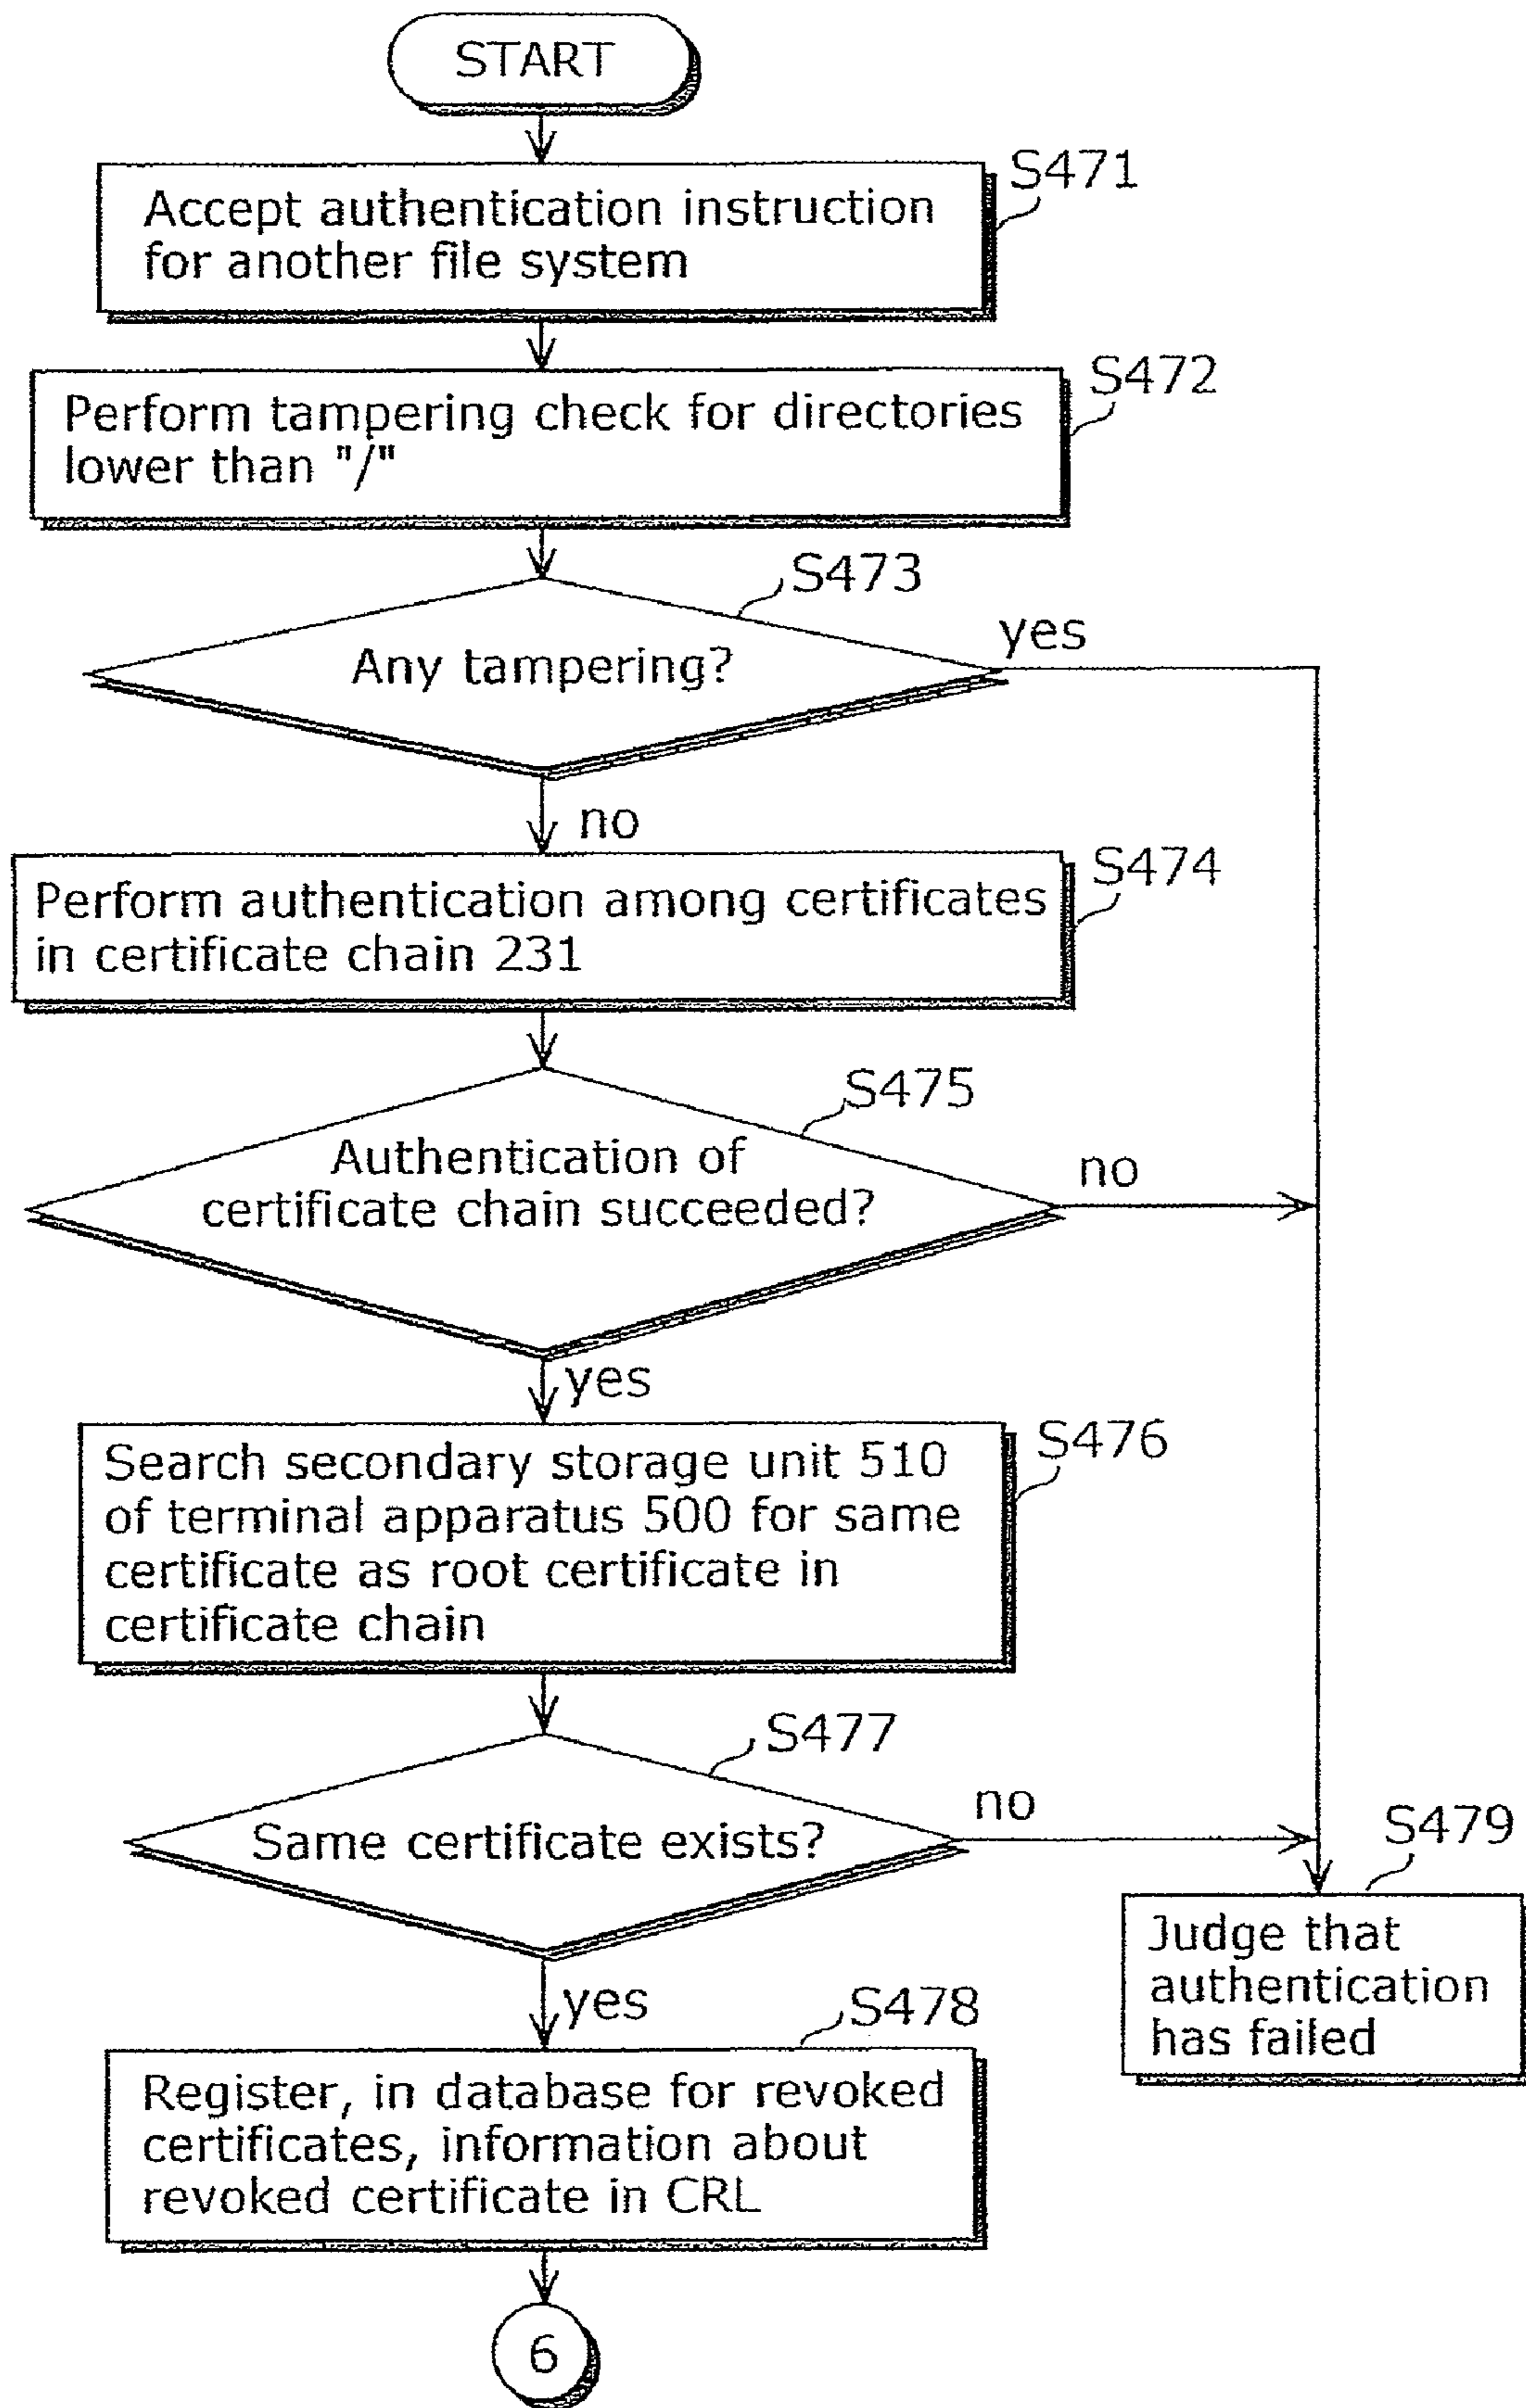 START
S471
Accept authentication instruction
for another file system
S472
Perform tampering check for directories
lower than "/"
S473
Any tampering?
yes
no
S474
Perform authentication among certificates
in certificate chain 231
S475
Authentication of
certificate chain succeeded?
no
yes
S476
Search secondary storage unit 510
of terminal apparatus 500 for same
certificate as root certificate in
certificate chain
S477
Same certificate exists?
no
S479
Judge that
authentication
has failed
yes
S478
Register, in database for revoked
certificates, information about
revoked certificate in CRL
6